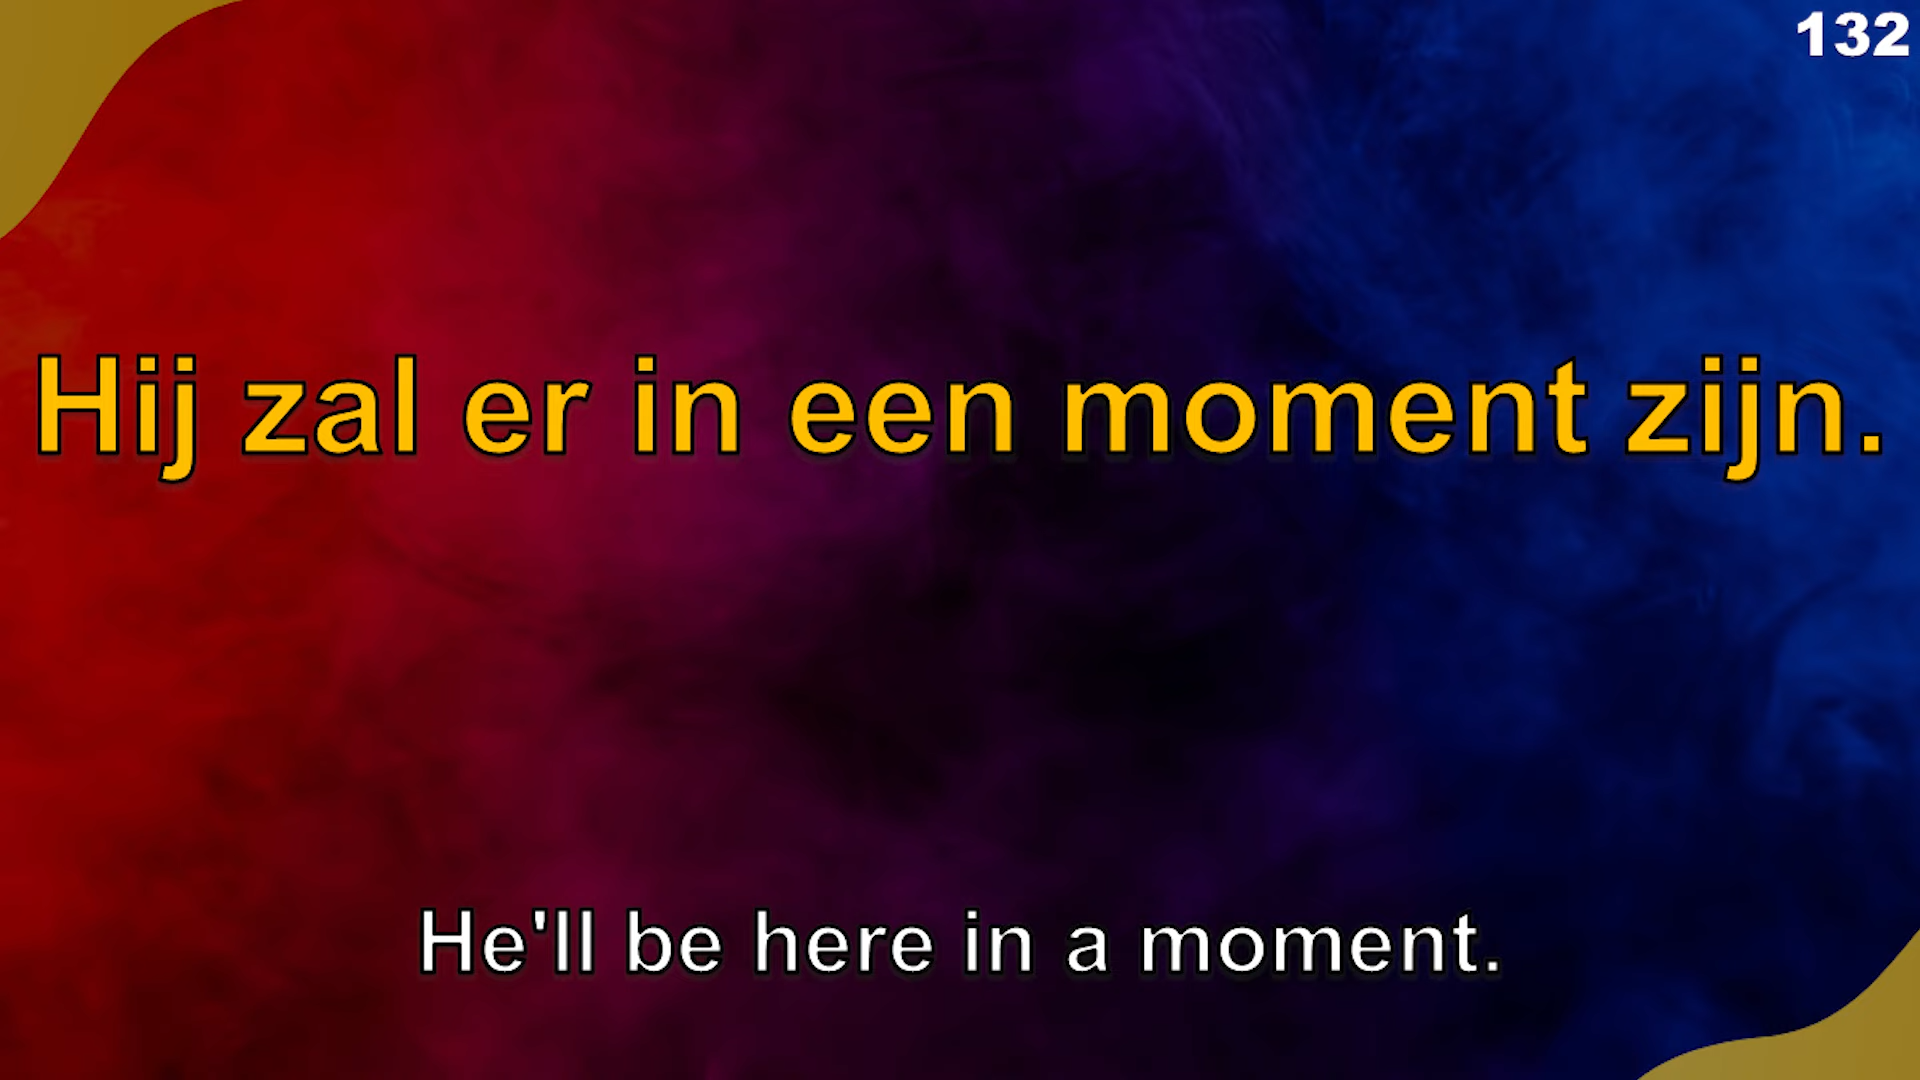 132
Hij zal er in een moment zijn.
He'll be here in a moment.